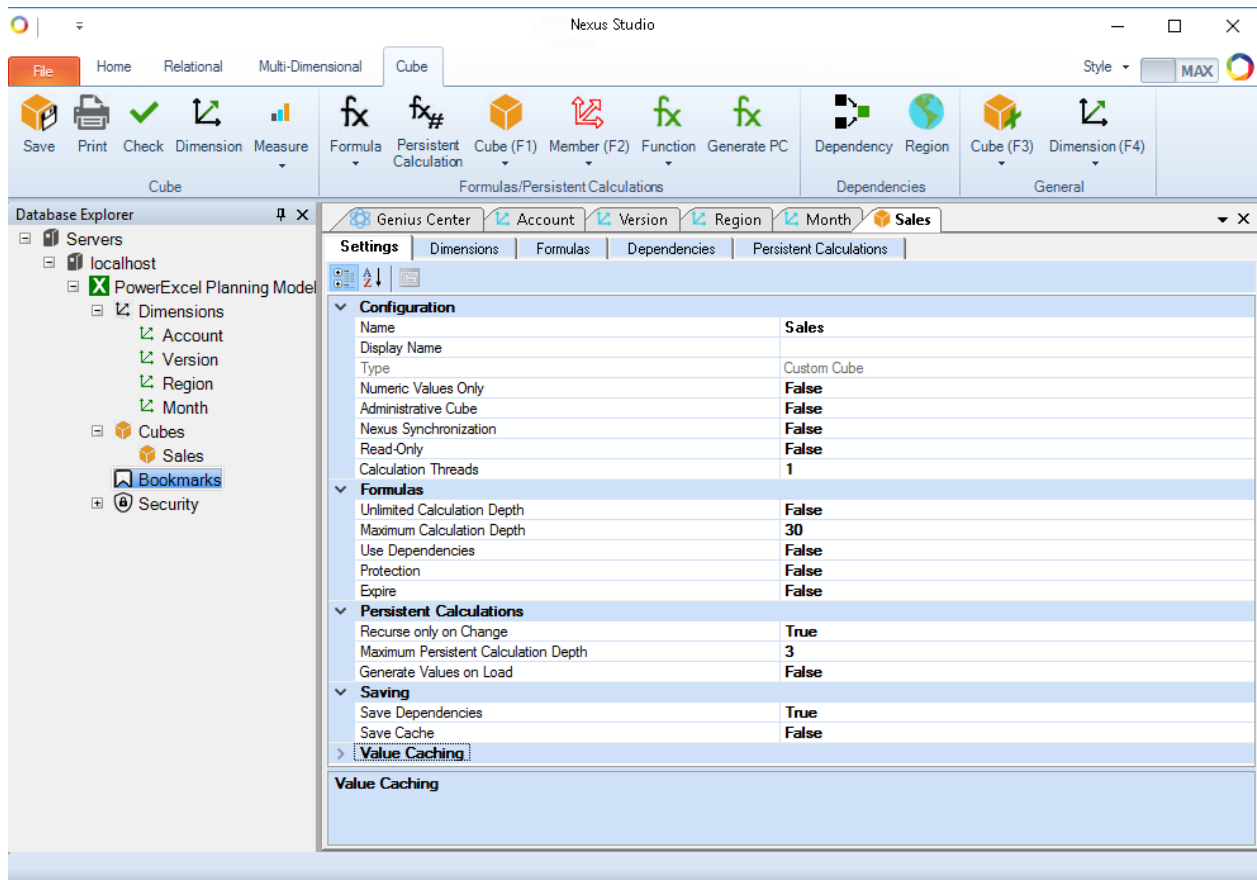 Nexus Studio
File Home Relational Multi-Dimensional Cube Style MAX
Save Print Check Dimension Measure Formula Persistent Calculation Cube (F1) Member (F2) Function Generate PC Dependency Region Cube (F3) Dimension (F4)
Cube Formulas/Persistent Calculations Dependencies General
Database Explorer
Servers
localhost
PowerExcel Planning Model
Dimensions
Account
Version
Region
Month
Cubes
Sales
Bookmarks
Security
Genius Center Account Version Region Month Sales
Settings Dimensions Formulas Dependencies Persistent Calculations
Configuration
Name Sales
Display Name
Type Custom Cube
Numeric Values Only False
Administrative Cube False
Nexus Synchronization False
Read-Only False
Calculation Threads 1
Formulas
Unlimited Calculation Depth False
Maximum Calculation Depth 30
Use Dependencies False
Protection False
Expire False
Persistent Calculations
Recurse only on Change True
Maximum Persistent Calculation Depth 3
Generate Values on Load False
Saving
Save Dependencies True
Save Cache False
Value Caching
Value Caching